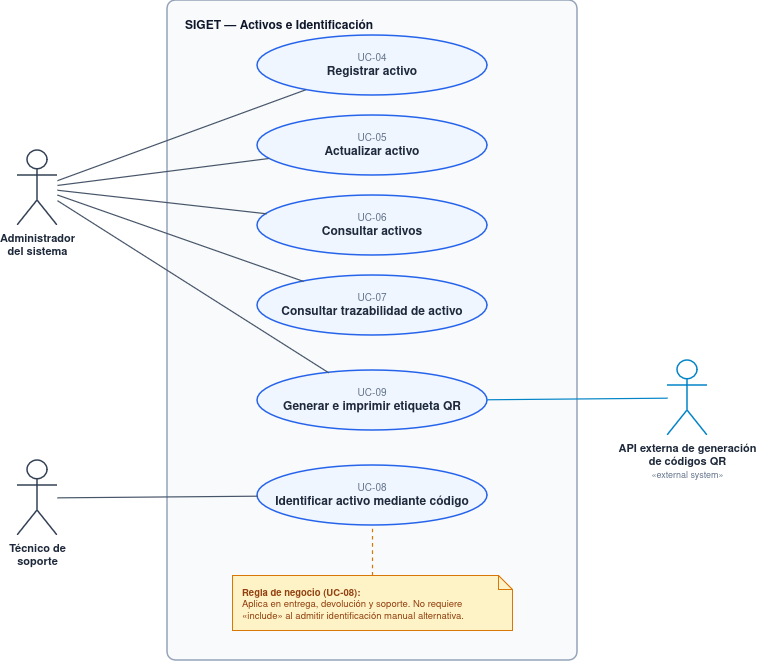 SIGET — Activos e Identificación
UC-04
Registrar activo
UC-05
Actualizar activo
UC-06
Consultar activos
Administrador
del sistema
UC-07
Consultar trazabilidad de activo
UC-09
Generar e imprimir etiqueta QR
API externa de generación
de códigos QR
«external system»
UC-08
Identificar activo mediante código
Técnico de
soporte
Regla de negocio (UC-08):
Aplica en entrega, devolución y soporte. No requiere
«include» al admitir identificación manual alternativa.